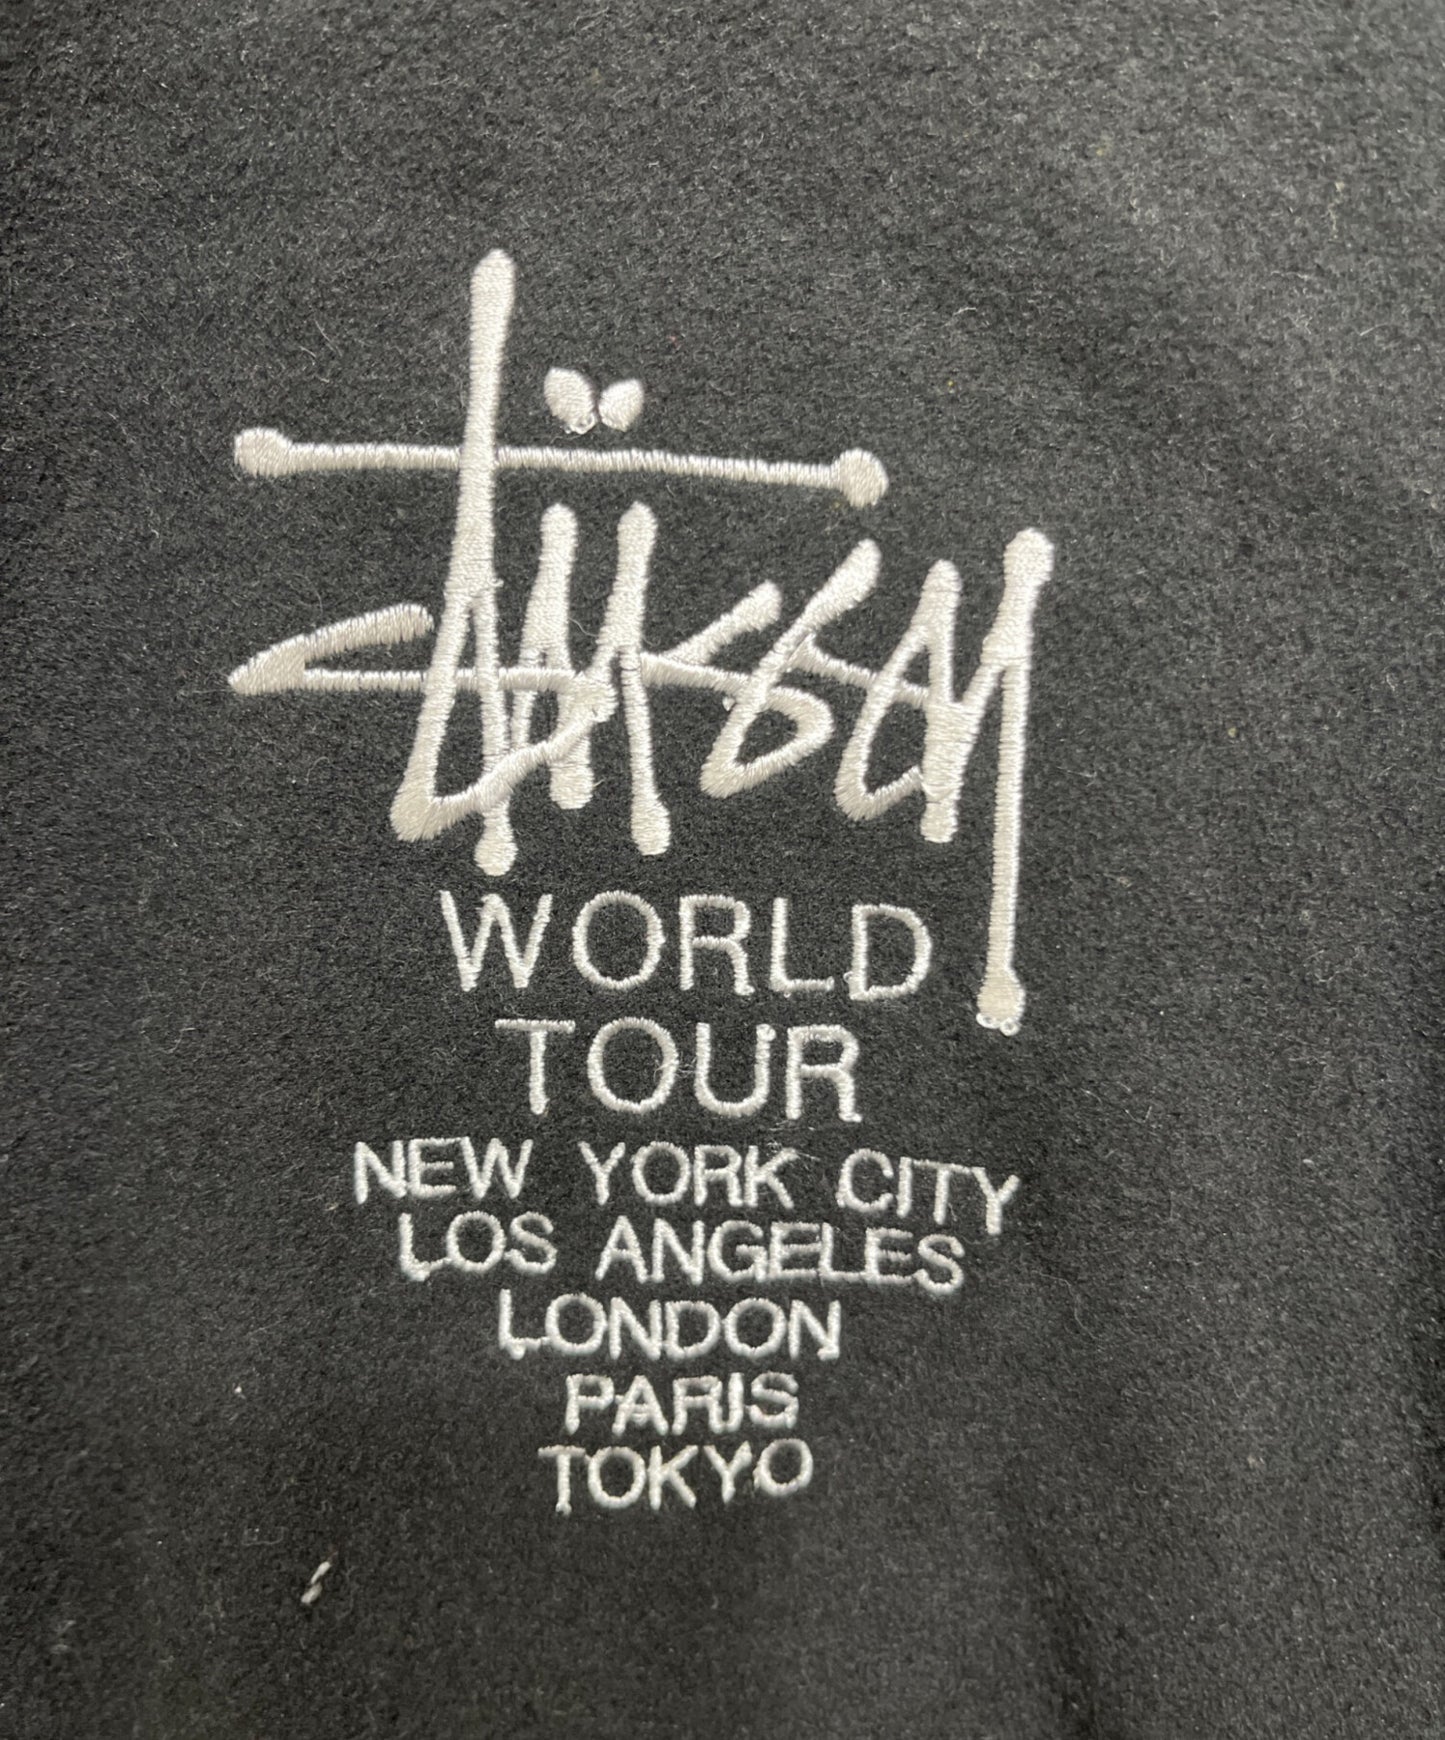 Stüssy
WORLD
TOUR
NEW YORK CITY
LOS ANGELES
LONDON
PARIS
TOKYO